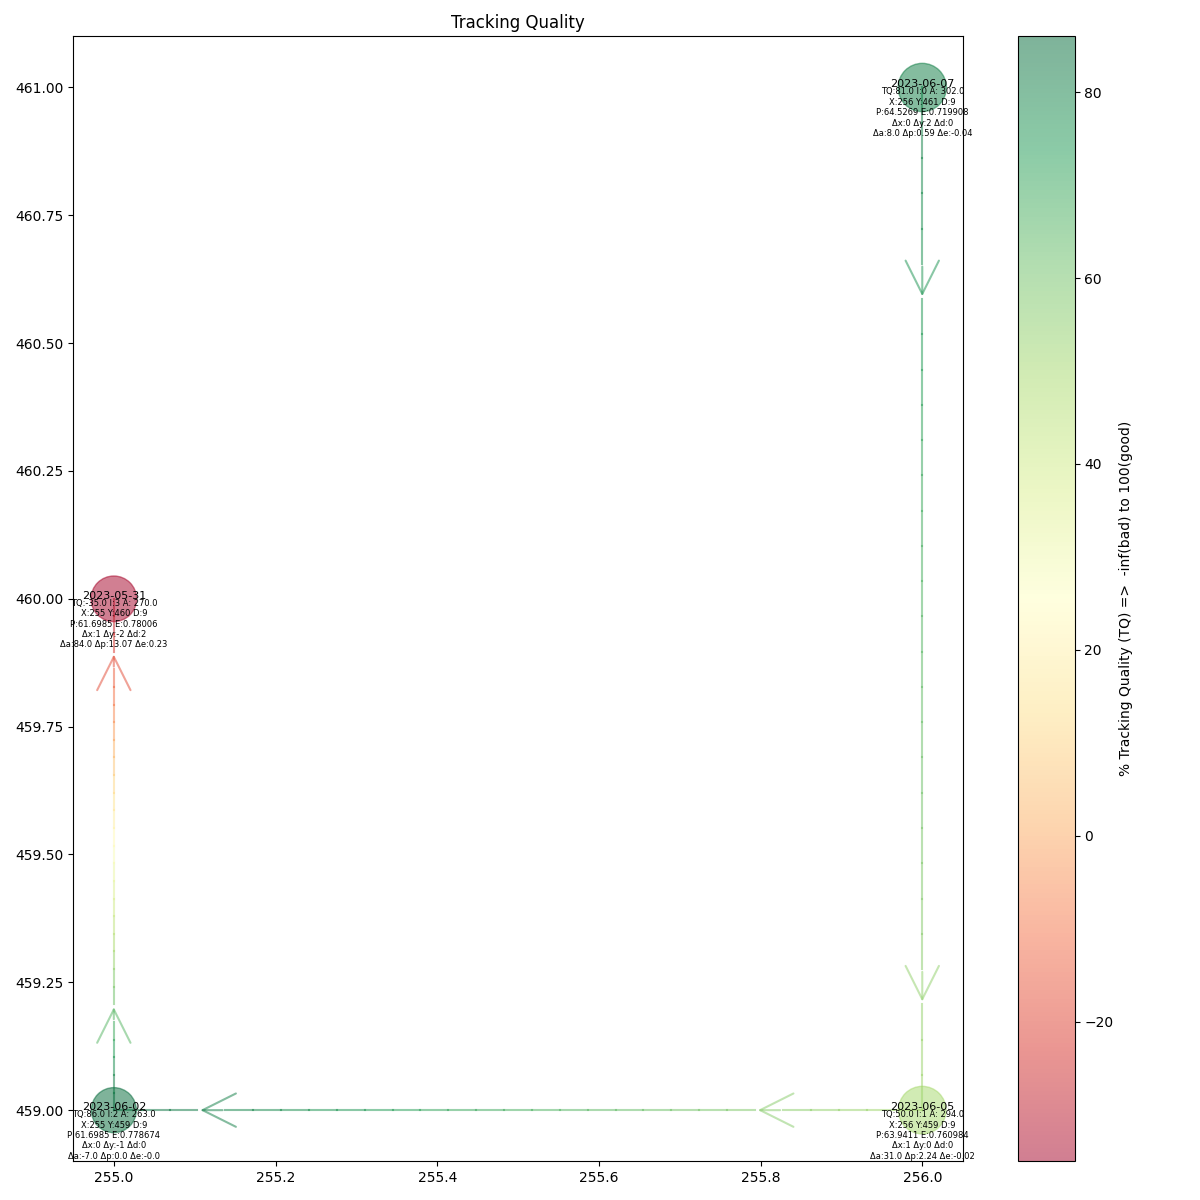 Tracking Quality
461.00
460.75
460.50
460.25
460.00
459.75
459.50
459.25
459.00
255.0
255.2
255.4
255.6
255.8
256.0
2023-06-07
TQ:81.0 I:0 A: 302.0
X:256 Y:461 D:9
P:64.5269 E:0.719908
Δx:0 Δy:2 Δd:0
Δa:8.0 Δp:0.59 Δe:-0.04
2023-05-31
TQ:-35.0 I:3 A: 270.0
X:255 Y:460 D:9
P:61.6985 E:0.78006
Δx:1 Δy:-2 Δd:2
Δa:84.0 Δp:13.07 Δe:0.23
2023-06-02
TQ:86.0 I:2 A: 263.0
X:255 Y:459 D:9
P:61.6985 E:0.778674
Δx:0 Δy:-1 Δd:0
Δa:-7.0 Δp:0.0 Δe:-0.0
2023-06-05
TQ:50.0 I:1 A: 294.0
X:256 Y:459 D:9
P:63.9411 E:0.760984
Δx:1 Δy:0 Δd:0
Δa:31.0 Δp:2.24 Δe:-0.02
80
60
40
20
0
−20
% Tracking Quality (TQ) => -inf(bad) to 100(good)